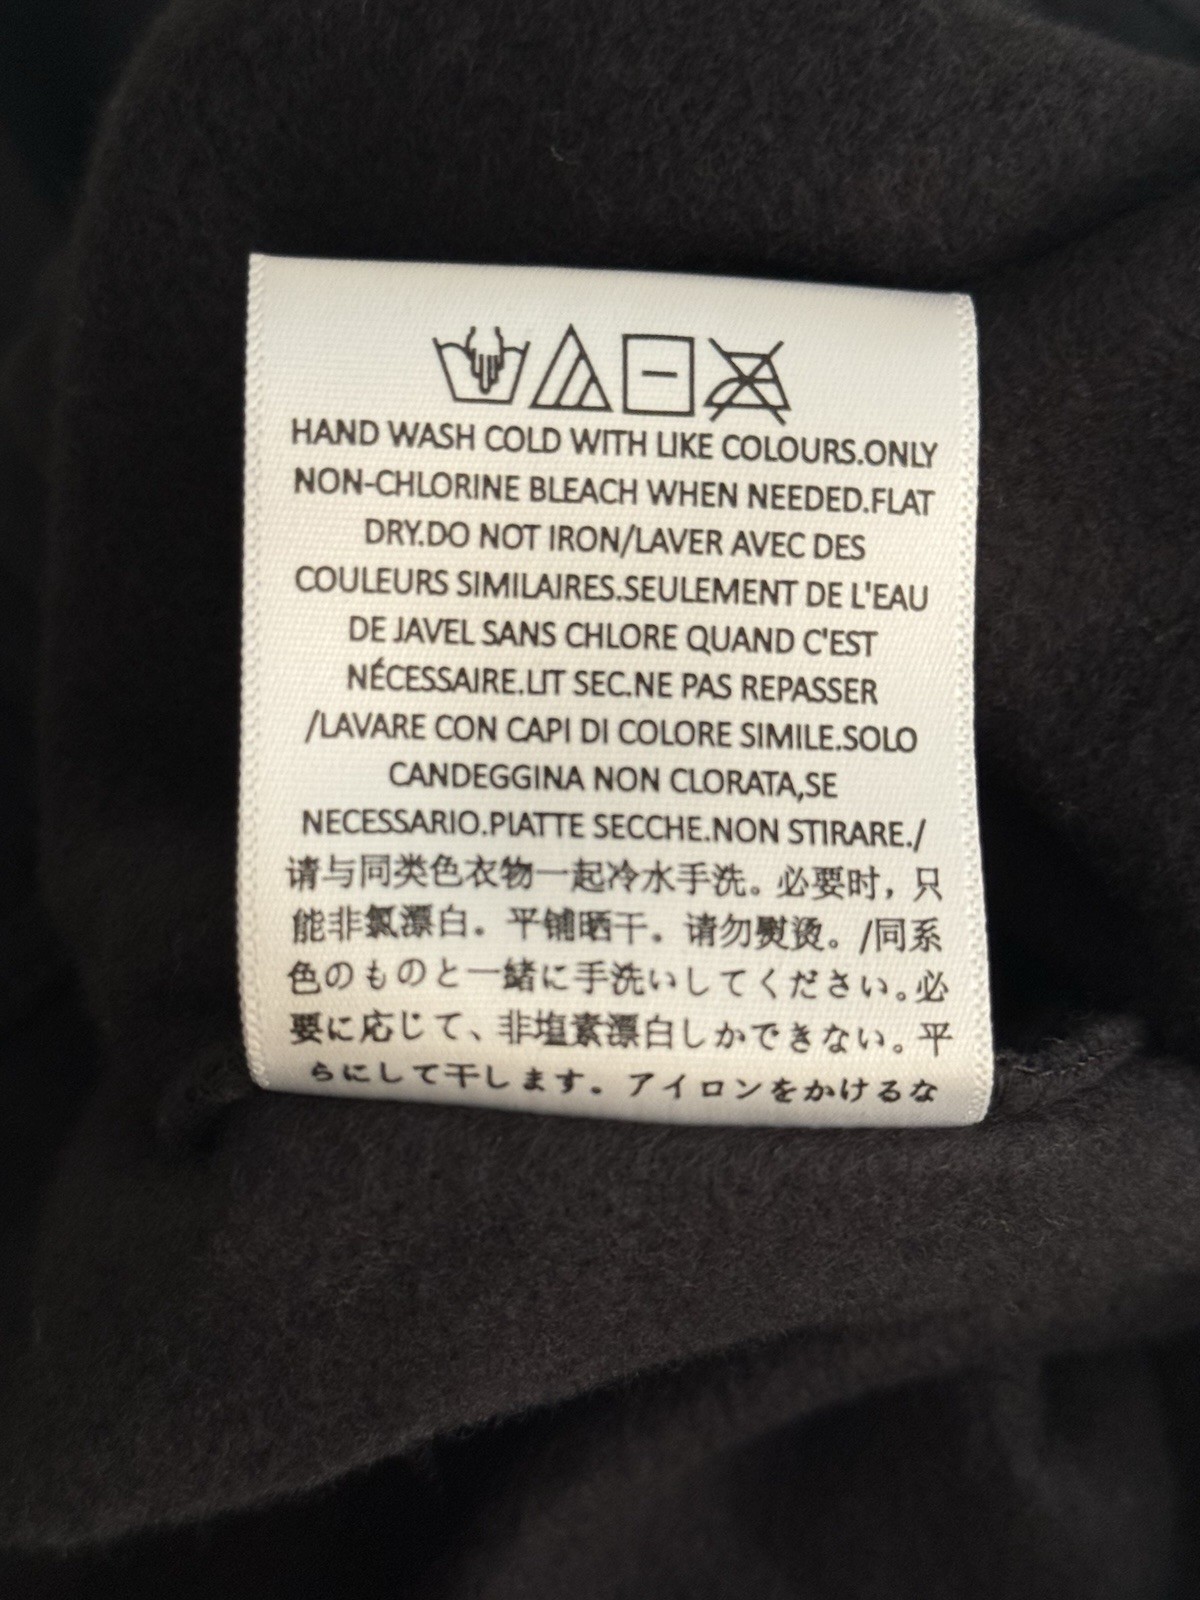 HAND WASH COLD WITH LIKE COLOURS.ONLY
NON-CHLORINE BLEACH WHEN NEEDED.FLAT
DRY.DO NOT IRON/LAVER AVEC DES
COULEURS SIMILAIRES.SEULEMENT DE L'EAU
DE JAVEL SANS CHLORE QUAND C'EST
NÉCESSAIRE.LIT SEC.NE PAS REPASSER
/LAVARE CON CAPI DI COLORE SIMILE.SOLO
CANDEGGINA NON CLORATA,SE
NECESSARIO.PIATTE SECCHE.NON STIRARE./
请与同类色衣物一起冷水手洗。必要时，只
能非氯漂白。平铺晒干。请勿熨烫。/同系
色のものと一緒に手洗いしてください。必
要に応じて、非塩素漂白しかできない。平
らにして干します。アイロンをかけるな